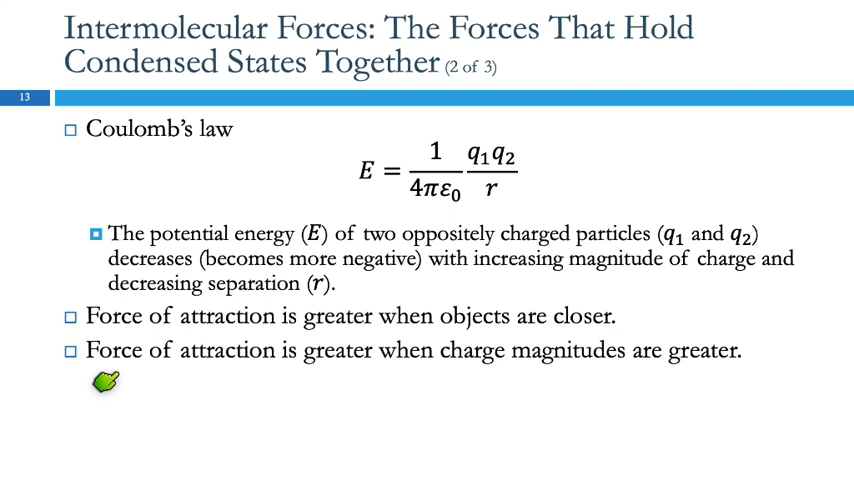 Intermolecular Forces: The Forces That Hold
Condensed States Together (2 of 3)
13
Coulomb's law
E = 1/4πε₀ q₁q₂/r
The potential energy (E) of two oppositely charged particles (q₁ and q₂)
decreases (becomes more negative) with increasing magnitude of charge and
decreasing separation (r).
Force of attraction is greater when objects are closer.
Force of attraction is greater when charge magnitudes are greater.